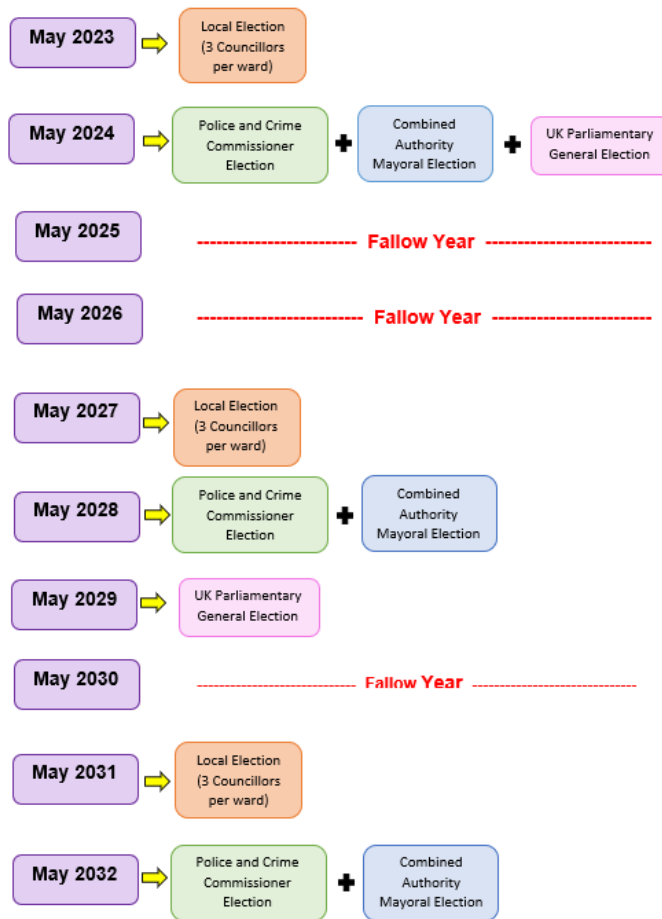 May 2023
Local Election
(3 Councillors
per ward)
May 2024
Police and Crime
Commissioner
Election
Combined
Authority
Mayoral Election
UK Parliamentary
General Election
May 2025
Fallow Year
May 2026
Fallow Year
May 2027
Local Election
(3 Councillors
per ward)
May 2028
Police and Crime
Commissioner
Election
Combined
Authority
Mayoral Election
May 2029
UK Parliamentary
General Election
May 2030
Fallow Year
May 2031
Local Election
(3 Councillors
per ward)
May 2032
Police and Crime
Commissioner
Election
Combined
Authority
Mayoral Election